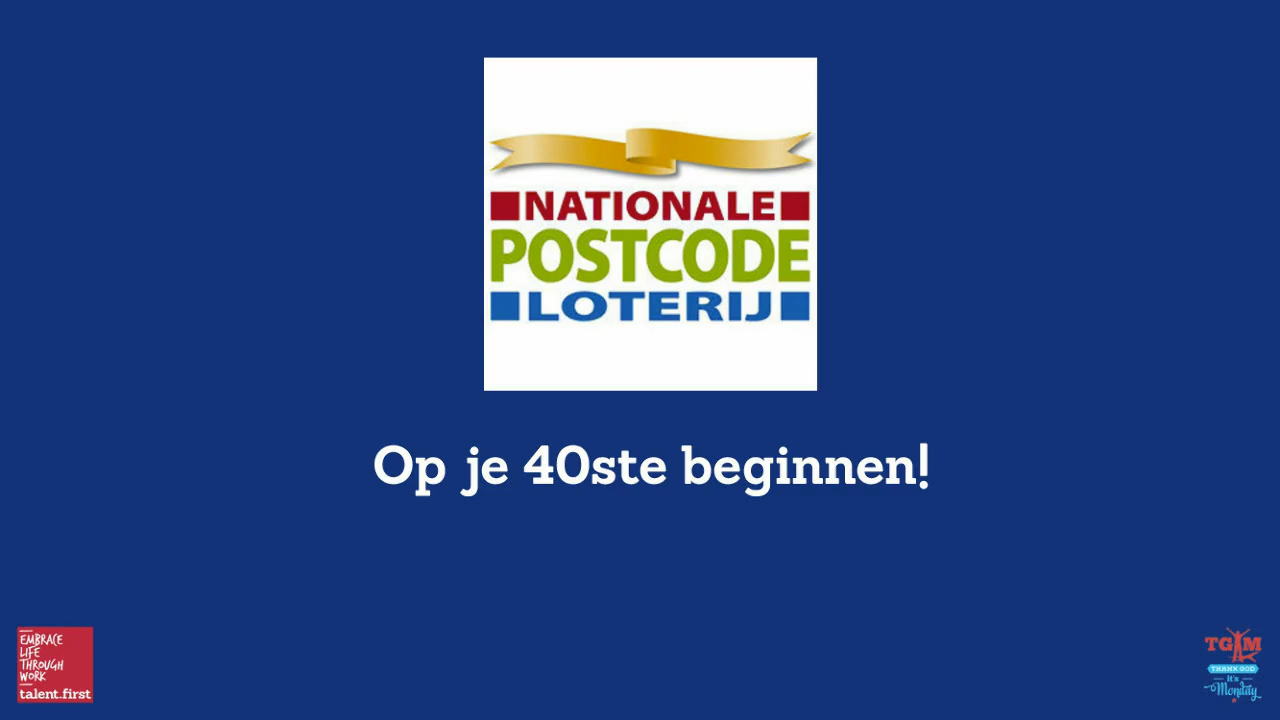 NATIONALE
POSTCODE
LOTERIJ
Op je 40ste beginnen!
EMBRACE
LIFE
THROUGH
WORK
talent.first
TGIM
THANK GOD
it's
Monday